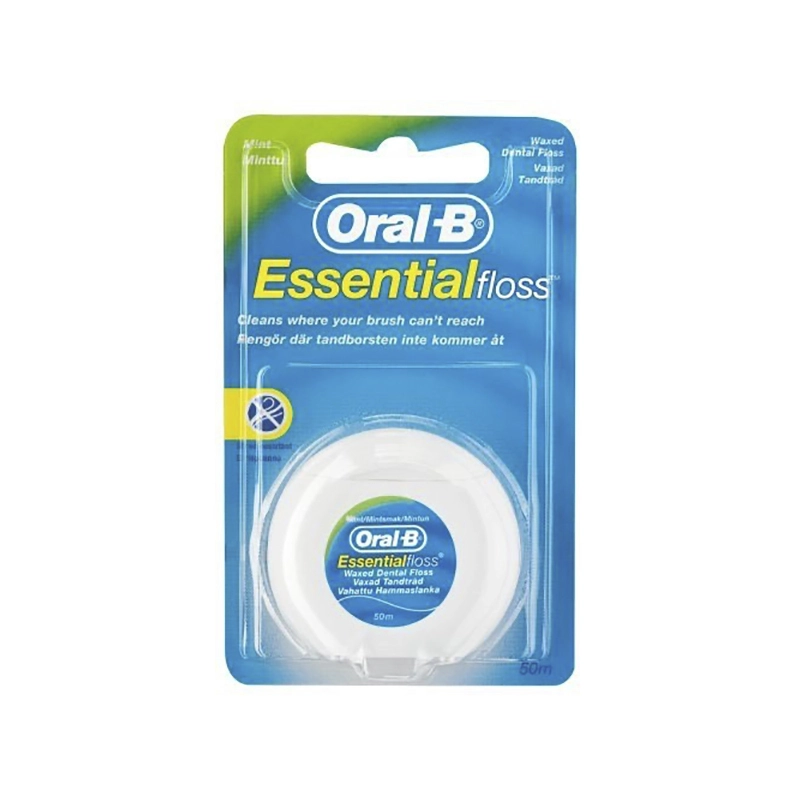 Mint
Minttu
Waxed
Dental Floss
Vaxad
Tandtråd
Oral-B®
Essentialfloss™
Cleans where your brush can't reach
Rengör där tandborsten inte kommer åt
Mint/Mintsmak/Mintun
Oral-B
Essentialfloss®
Waxed Dental Floss
Vaxad Tandtråd
Vahattu Hammaslanka
50m
50m